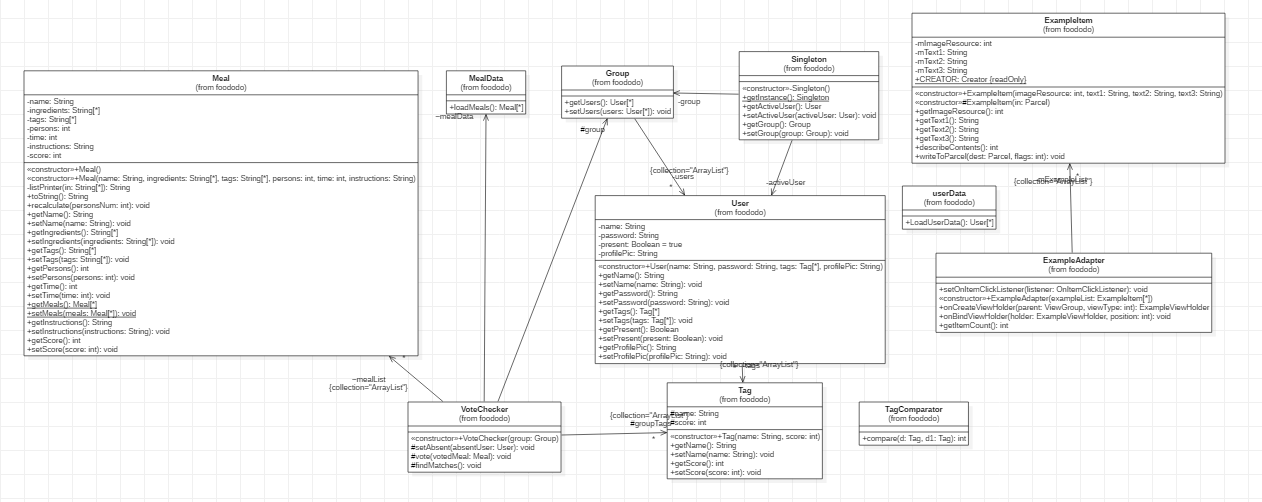 Meal
(from foododo)
-name: String
-ingredients: String[*]
-tags: String[*]
-persons: int
-time: int
-instructions: String
-score: int
«constructor»+Meal()
«constructor»+Meal(name: String, ingredients: String[*], tags: String[*], persons: int, time: int, instructions: String)
-listPrinter(in: String[*]): String
+toString(): String
+recalculate(personsNum: int): void
+getName(): String
+setName(name: String): void
+getIngredients(): String[*]
+setIngredients(ingredients: String[*]): void
+getTags(): String[*]
+setTags(tags: String[*]): void
+getPersons(): int
+setPersons(persons: int): void
+getTime(): int
+setTime(time: int): void
+getMeals(): Meal[*]
+setMeals(meals: Meal[*]): void
+getInstructions(): String
+setInstructions(instructions: String): void
+getScore(): int
+setScore(score: int): void
MealData
(from foododo)
+loadMeals(): Meal[*]
~mealData
Group
(from foododo)
+getUsers(): User[*]
+setUsers(users: User[*]): void
#group
Singleton
(from foododo)
«constructor»-Singleton()
+getInstance(): Singleton
+getActiveUser(): User
+setActiveUser(activeUser: User): void
+getGroup(): Group
+setGroup(group: Group): void
-group
{collection="ArrayList"}
-users
*
-activeUser
ExampleItem
(from foododo)
-mImageResource: int
-mText1: String
-mText2: String
-mText3: String
+CREATOR: Creator {readOnly}
«constructor»+ExampleItem(imageResource: int, text1: String, text2: String, text3: String)
«constructor»#ExampleItem(in: Parcel)
+getImageResource(): int
+getText1(): String
+getText2(): String
+getText3(): String
+describeContents(): int
+writeToParcel(dest: Parcel, flags: int): void
*
-mExampleList
{collection="ArrayList"}
userData
(from foododo)
+LoadUserData(): User[*]
User
(from foododo)
-name: String
-password: String
-present: Boolean = true
-profilePic: String
«constructor»+User(name: String, password: String, tags: Tag[*], profilePic: String)
+getName(): String
+setName(name: String): void
+getPassword(): String
+setPassword(password: String): void
+getTags(): Tag[*]
+setTags(tags: Tag[*]): void
+getPresent(): Boolean
+setPresent(present: Boolean): void
+getProfilePic(): String
+setProfilePic(profilePic: String): void
{collection="ArrayList"}
ExampleAdapter
(from foododo)
+setOnItemClickListener(listener: OnItemClickListener): void
«constructor»+ExampleAdapter(exampleList: ExampleItem[*])
+onCreateViewHolder(parent: ViewGroup, viewType: int): ExampleViewHolder
+onBindViewHolder(holder: ExampleViewHolder, position: int): void
+getItemCount(): int
*
~mealList
{collection="ArrayList"}
VoteChecker
(from foododo)
«constructor»+VoteChecker(group: Group)
#setAbsent(absentUser: User): void
#vote(votedMeal: Meal): void
#findMatches(): void
{collection="ArrayList"}
#groupTags
*
Tag
(from foododo)
#name: String
#score: int
«constructor»+Tag(name: String, score: int)
+getName(): String
+setName(name: String): void
+getScore(): int
+setScore(score: int): void
TagComparator
(from foododo)
+compare(d: Tag, d1: Tag): int